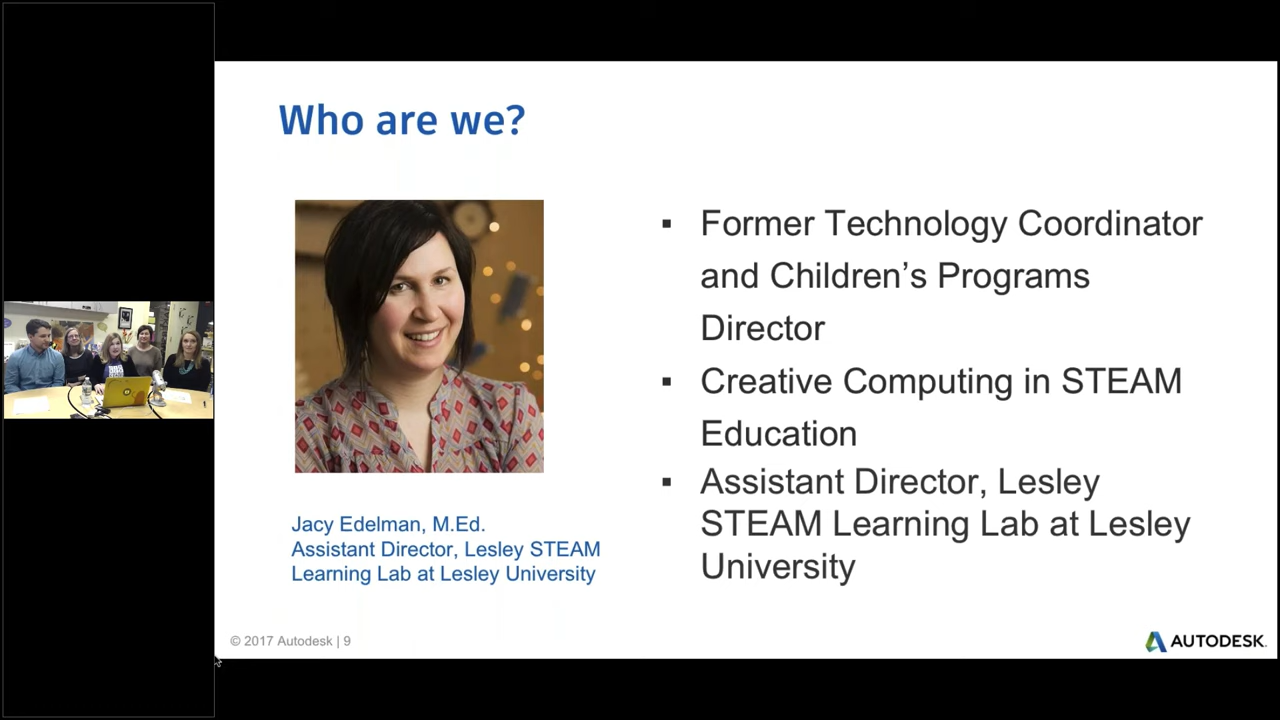 Who are we?
▪ Former Technology Coordinator
and Children’s Programs
Director
▪ Creative Computing in STEAM
Education
▪ Assistant Director, Lesley
STEAM Learning Lab at Lesley
University
Jacy Edelman, M.Ed.
Assistant Director, Lesley STEAM
Learning Lab at Lesley University
© 2017 Autodesk | 9
AUTODESK.